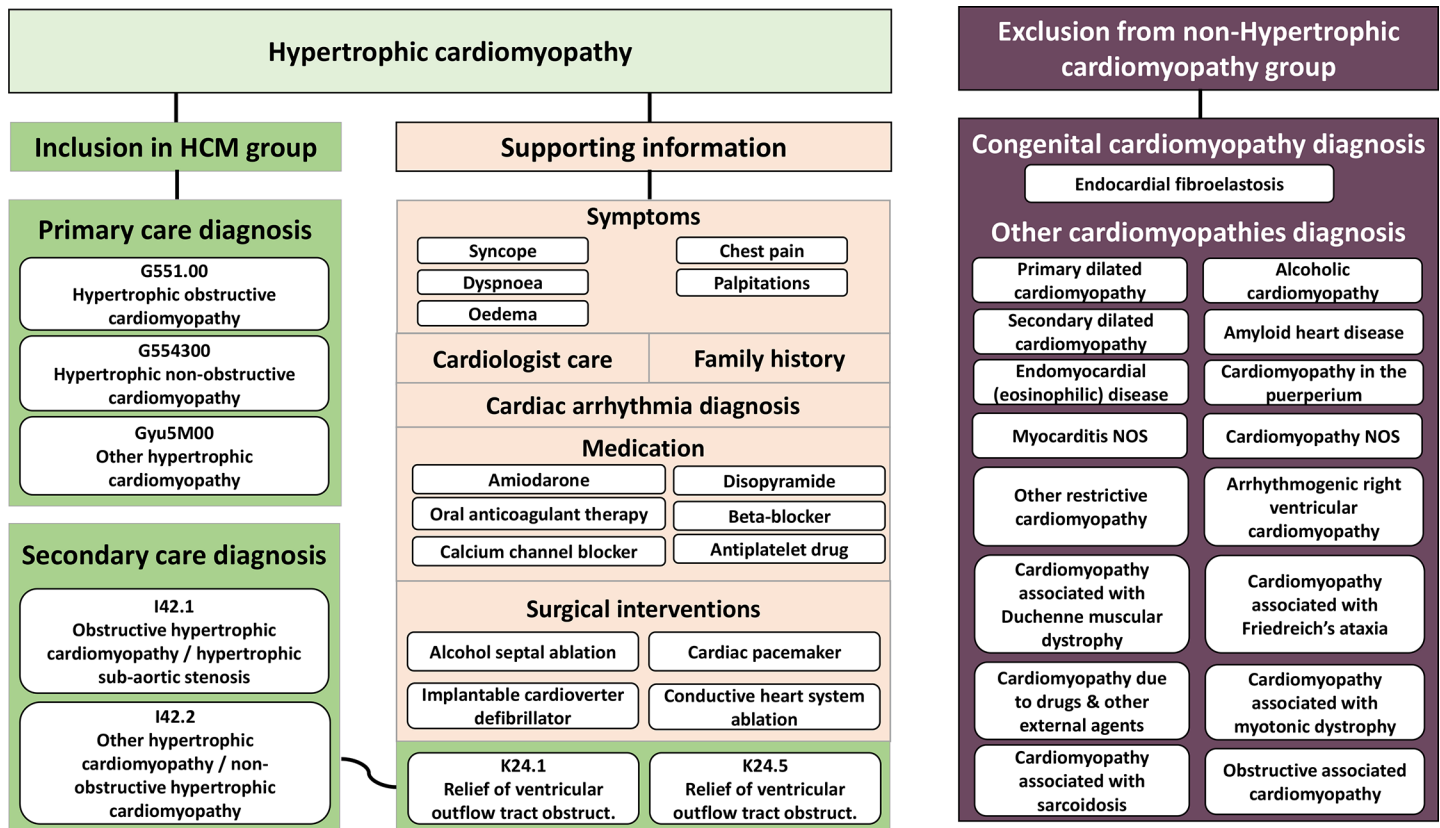 Hypertrophic cardiomyopathy
Inclusion in HCM group
Primary care diagnosis
G551.00
Hypertrophic obstructive
cardiomyopathy
G554300
Hypertrophic non-obstructive
cardiomyopathy
Gyu5M00
Other hypertrophic
cardiomyopathy
Secondary care diagnosis
I42.1
Obstructive hypertrophic
cardiomyopathy / hypertrophic
sub-aortic stenosis
I42.2
Other hypertrophic
cardiomyopathy / non-
obstructive hypertrophic
cardiomyopathy
Supporting information
Symptoms
Syncope
Chest pain
Dyspnoea
Palpitations
Oedema
Cardiologist care
Family history
Cardiac arrhythmia diagnosis
Medication
Amiodarone
Disopyramide
Oral anticoagulant therapy
Beta-blocker
Calcium channel blocker
Antiplatelet drug
Surgical interventions
Alcohol septal ablation
Cardiac pacemaker
Implantable cardioverter
defibrillator
Conductive heart system
ablation
K24.1
Relief of ventricular
outflow tract obstruct.
K24.5
Relief of ventricular
outflow tract obstruct.
Exclusion from non-Hypertrophic
cardiomyopathy group
Congenital cardiomyopathy diagnosis
Endocardial fibroelastosis
Other cardiomyopathies diagnosis
Primary dilated
cardiomyopathy
Alcoholic
cardiomyopathy
Secondary dilated
cardiomyopathy
Amyloid heart disease
Endomyocardial
(eosinophilic) disease
Cardiomyopathy in the
puerperium
Myocarditis NOS
Cardiomyopathy NOS
Other restrictive
cardiomyopathy
Arrhythmogenic right
ventricular
cardiomyopathy
Cardiomyopathy
associated with
Duchenne muscular
dystrophy
Cardiomyopathy
associated with
Friedreich’s ataxia
Cardiomyopathy due
to drugs & other
external agents
Cardiomyopathy
associated with
myotonic dystrophy
Cardiomyopathy
associated with
sarcoidosis
Obstructive associated
cardiomyopathy